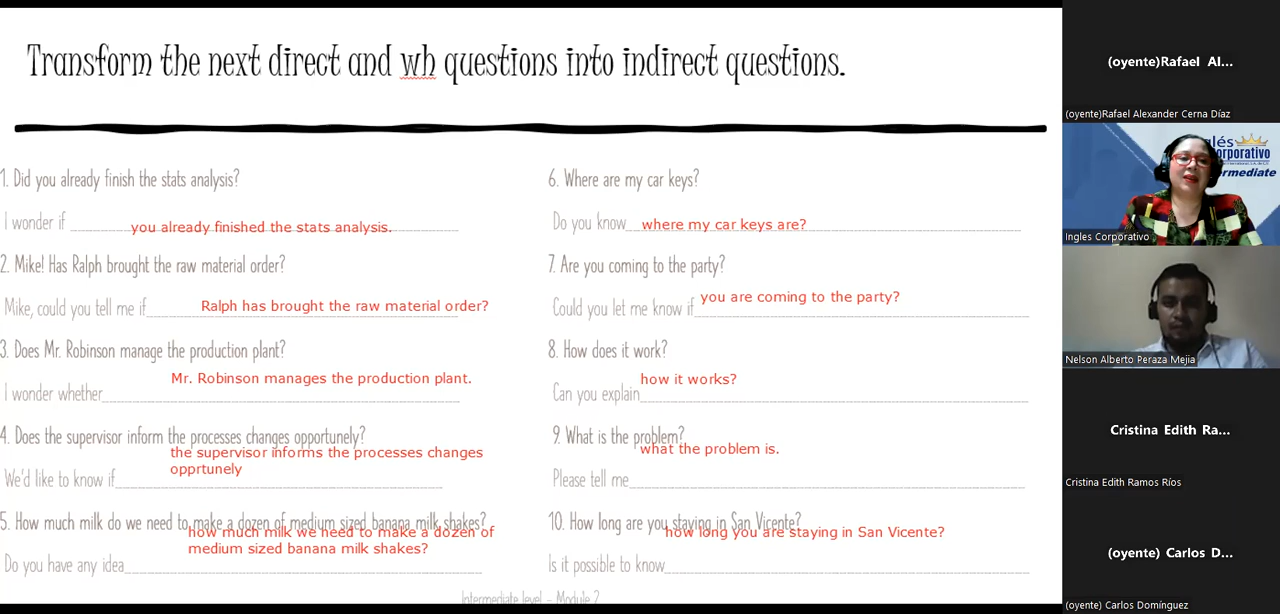 Transform the next direct and wh questions into indirect questions.
1. Did you already finish the stats analysis?
I wonder if you already finished the stats analysis.
2. Mike! Has Ralph brought the raw material order?
Mike, could you tell me if Ralph has brought the raw material order?
3. Does Mr. Robinson manage the production plant?
I wonder whether Mr. Robinson manages the production plant.
4. Does the supervisor inform the processes changes opportunely?
the supervisor informs the processes changes
opprtunely
We'd like to know if
5. How much milk do we need to make a dozen of medium sized banana milk shakes?
how much milk we need to make a dozen of
medium sized banana milk shakes?
Do you have any idea
6. Where are my car keys?
Do you know where my car keys are?
7. Are you coming to the party?
Could you let me know if you are coming to the party?
8. How does it work?
how it works?
Can you explain
9. What is the problem?
what the problem is.
Please tell me
10. How long are you staying in San Vicente?
how long you are staying in San Vicente?
Is it possible to know
Intermediate level - Module 2
(oyente)Rafael Al...
(oyente)Rafael Alexander Cerna Díaz
glés
orporativo
ermediate
Ingles Corporativo
Nelson Alberto Peraza Mejia
Cristina Edith Ra...
Cristina Edith Ramos Ríos
(oyente) Carlos D...
(oyente) Carlos Domínguez